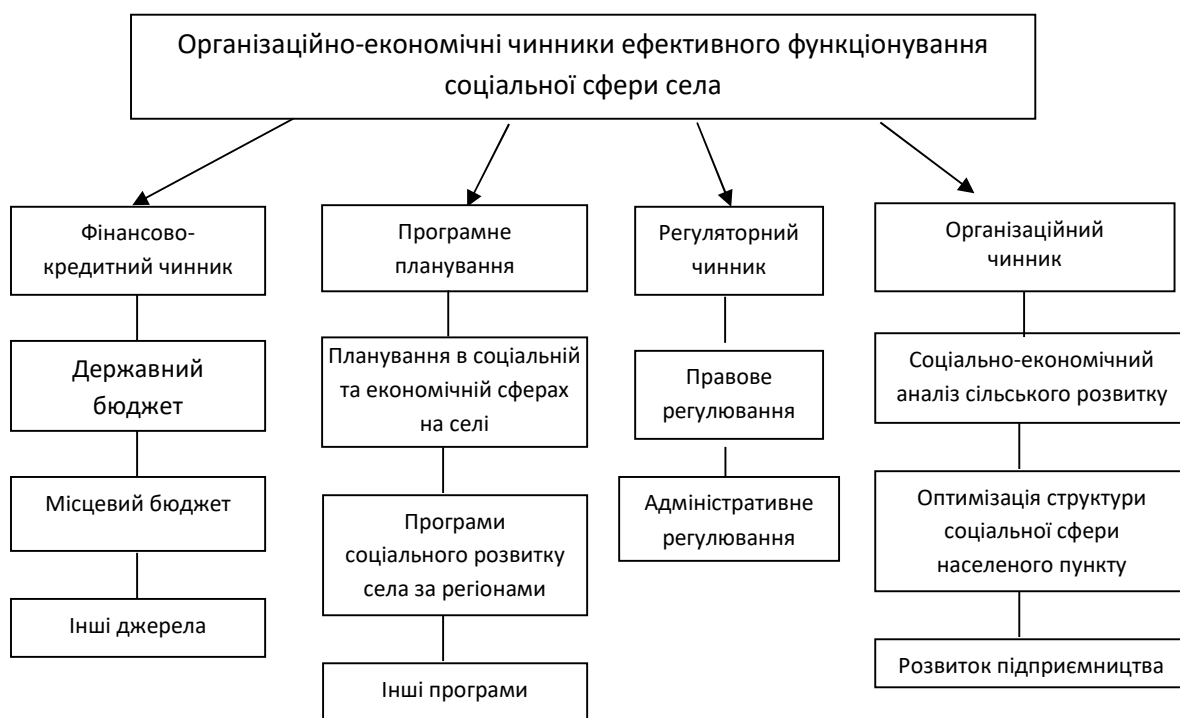 Організаційно-економічні чинники ефективного функціонування
соціальної сфери села
Фінансово-
кредитний чинник
Державний
бюджет
Місцевий бюджет
Інші джерела
Програмне
планування
Планування в соціальній
та економічній сферах
на селі
Програми
соціального розвитку
села за регіонами
Інші програми
Регуляторний
чинник
Правове
регулювання
Адміністративне
регулювання
Організаційний
чинник
Соціально-економічний
аналіз сільського розвитку
Оптимізація структури
соціальної сфери
населеного пункту
Розвиток підприємництва